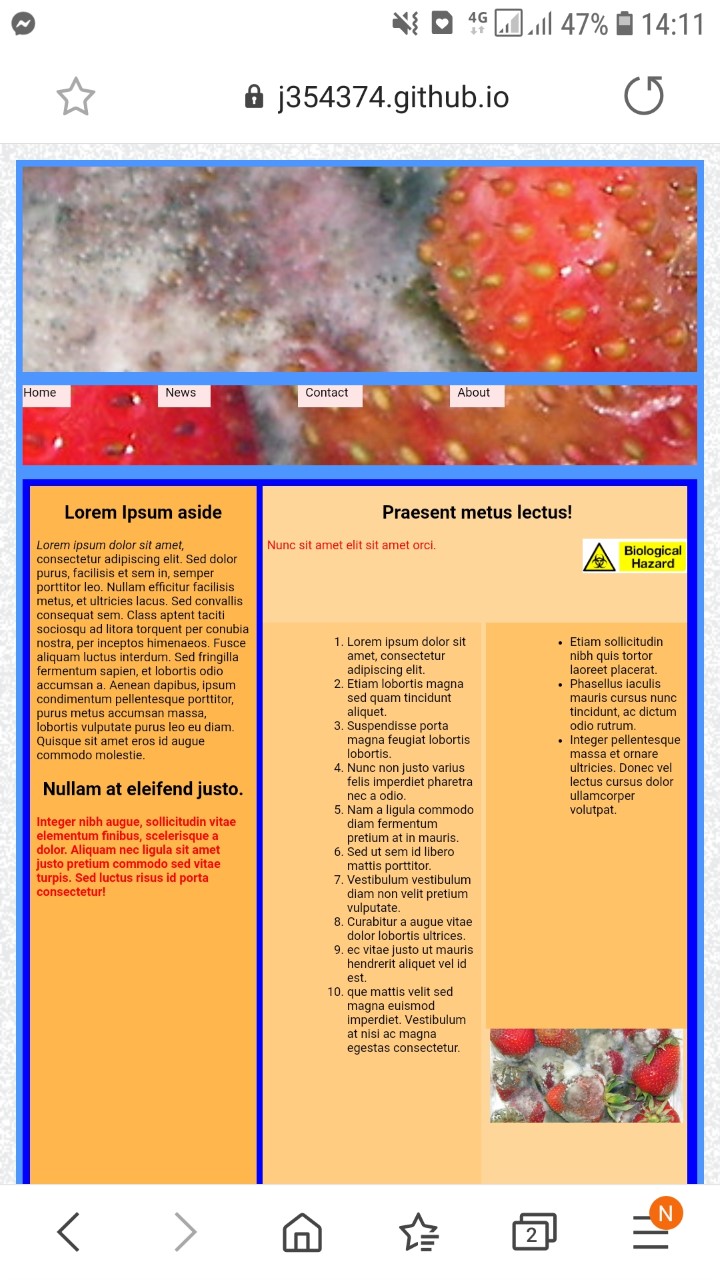 4G 47% 14:11
j354374.github.io
Home News Contact About
Lorem Ipsum aside
Lorem ipsum dolor sit amet,
consectetur adipiscing elit. Sed dolor
purus, facilisis et sem in, semper
porttitor leo. Nullam efficitur facilisis
metus, et ultricies lacus. Sed convallis
consequat sem. Class aptent taciti
sociosqu ad litora torquent per conubia
nostra, per inceptos himenaeos. Fusce
aliquam luctus interdum. Sed fringilla
fermentum sapien, et lobortis odio
accumsan a. Aenean dapibus, ipsum
condimentum pellentesque porttitor,
purus metus accumsan massa,
lobortis vulputate purus leo eu diam.
Quisque sit amet eros id augue
commodo molestie.
Nullam at eleifend justo.
Integer nibh augue, sollicitudin vitae
elementum finibus, scelerisque a
dolor. Aliquam nec ligula sit amet
justo pretium commodo sed vitae
turpis. Sed luctus risus id porta
consectetur!
Praesent metus lectus!
Nunc sit amet elit sit amet orci.
Biological
Hazard
1. Lorem ipsum dolor sit
amet, consectetur
adipiscing elit.
2. Etiam lobortis magna
sed quam tincidunt
aliquet.
3. Suspendisse porta
magna feugiat lobortis
lobortis.
4. Nunc non justo varius
felis imperdiet pharetra
nec a odio.
5. Nam a ligula commodo
diam fermentum
pretium at in mauris.
6. Sed ut sem id libero
mattis porttitor.
7. Vestibulum vestibulum
diam non velit pretium
vulputate.
8. Curabitur a augue vitae
dolor lobortis ultrices.
9. ec vitae justo ut mauris
hendrerit aliquet vel id
est.
10. que mattis velit sed
magna euismod
imperdiet. Vestibulum
at nisi ac magna
egestas consectetur.
• Etiam sollicitudin
nibh quis tortor
laoreet placerat.
• Phasellus iaculis
mauris cursus nunc
tincidunt, ac dictum
odio rutrum.
• Integer pellentesque
massa et ornare
ultricies. Donec vel
lectus cursus dolor
ullamcorper
volutpat.
2
N